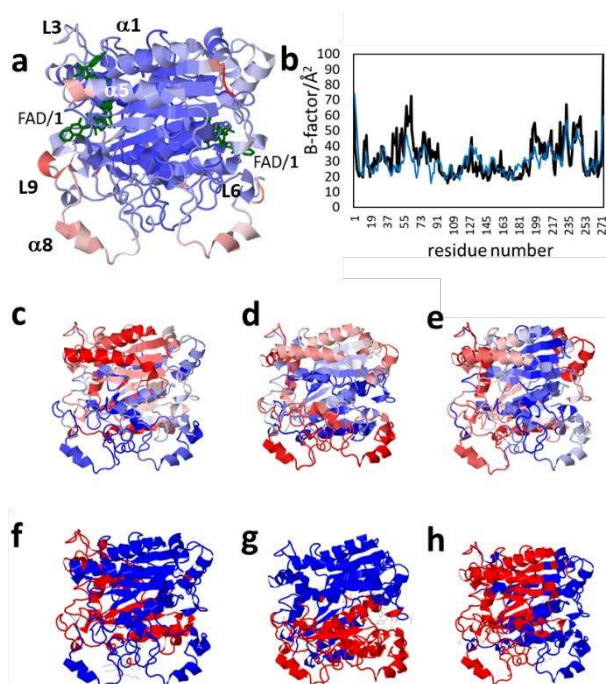 L3
α1
a
α5
FAD/1
FAD/1
L9
L6
α8
b
B-factor/Å²
100
90
80
70
60
50
40
30
20
10
0
1
19
37
55
73
91
109
127
145
163
181
199
217
235
253
271
residue number
c
d
e
f
g
h